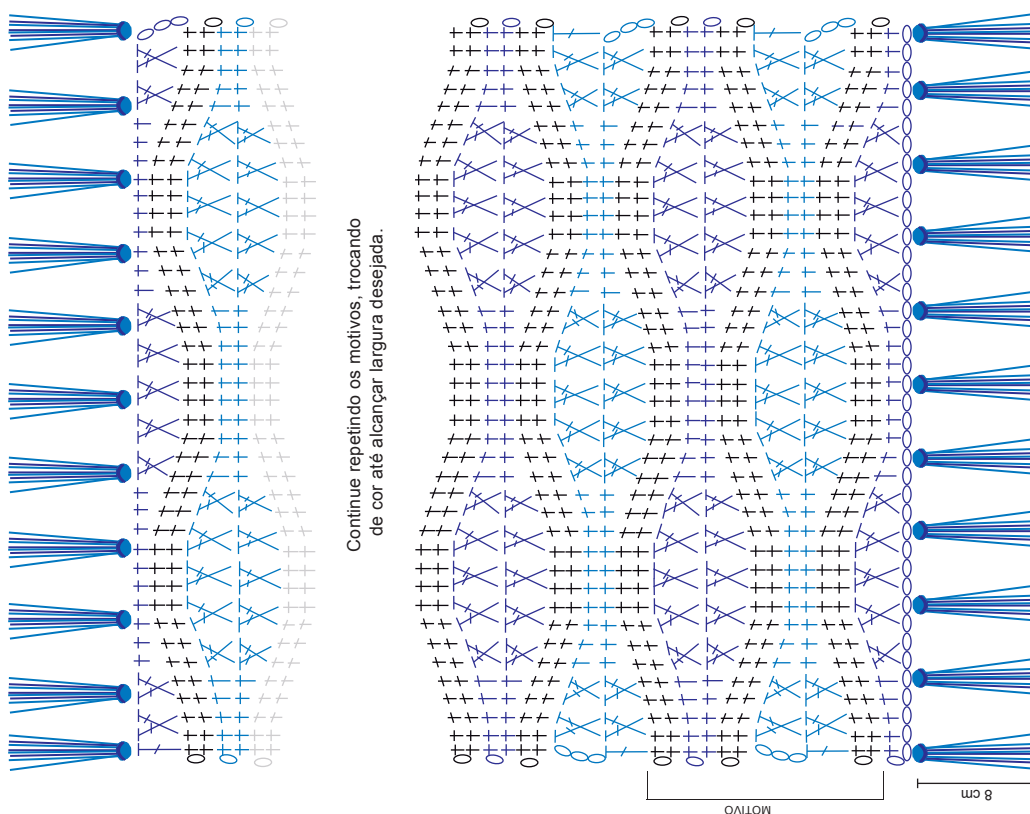 Continue repetindo os motivos, trocando
de cor até alcançar largura desejada.
MOTIVO
8 cm